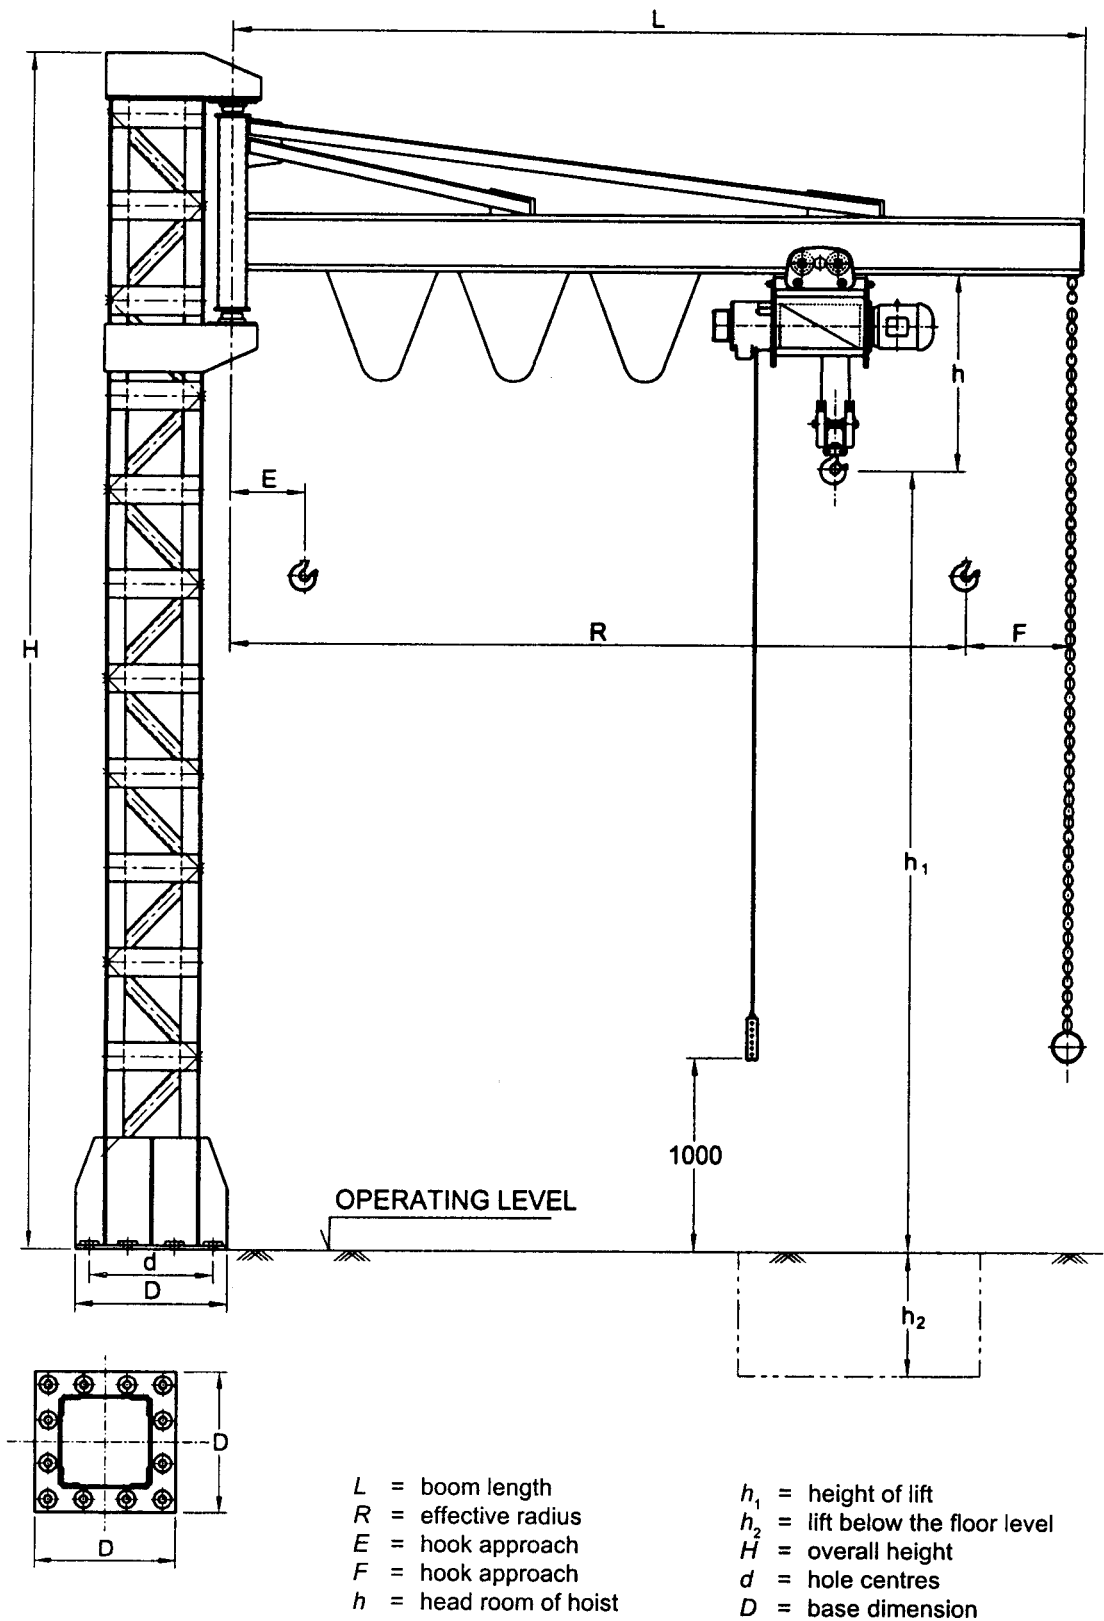 L
h
E
H
R
F
h₁
1000
OPERATING LEVEL
d
D
h₂
D
D
L = boom length
R = effective radius
E = hook approach
F = hook approach
h = head room of hoist
h₁ = height of lift
h₂ = lift below the floor level
H = overall height
d = hole centres
D = base dimension